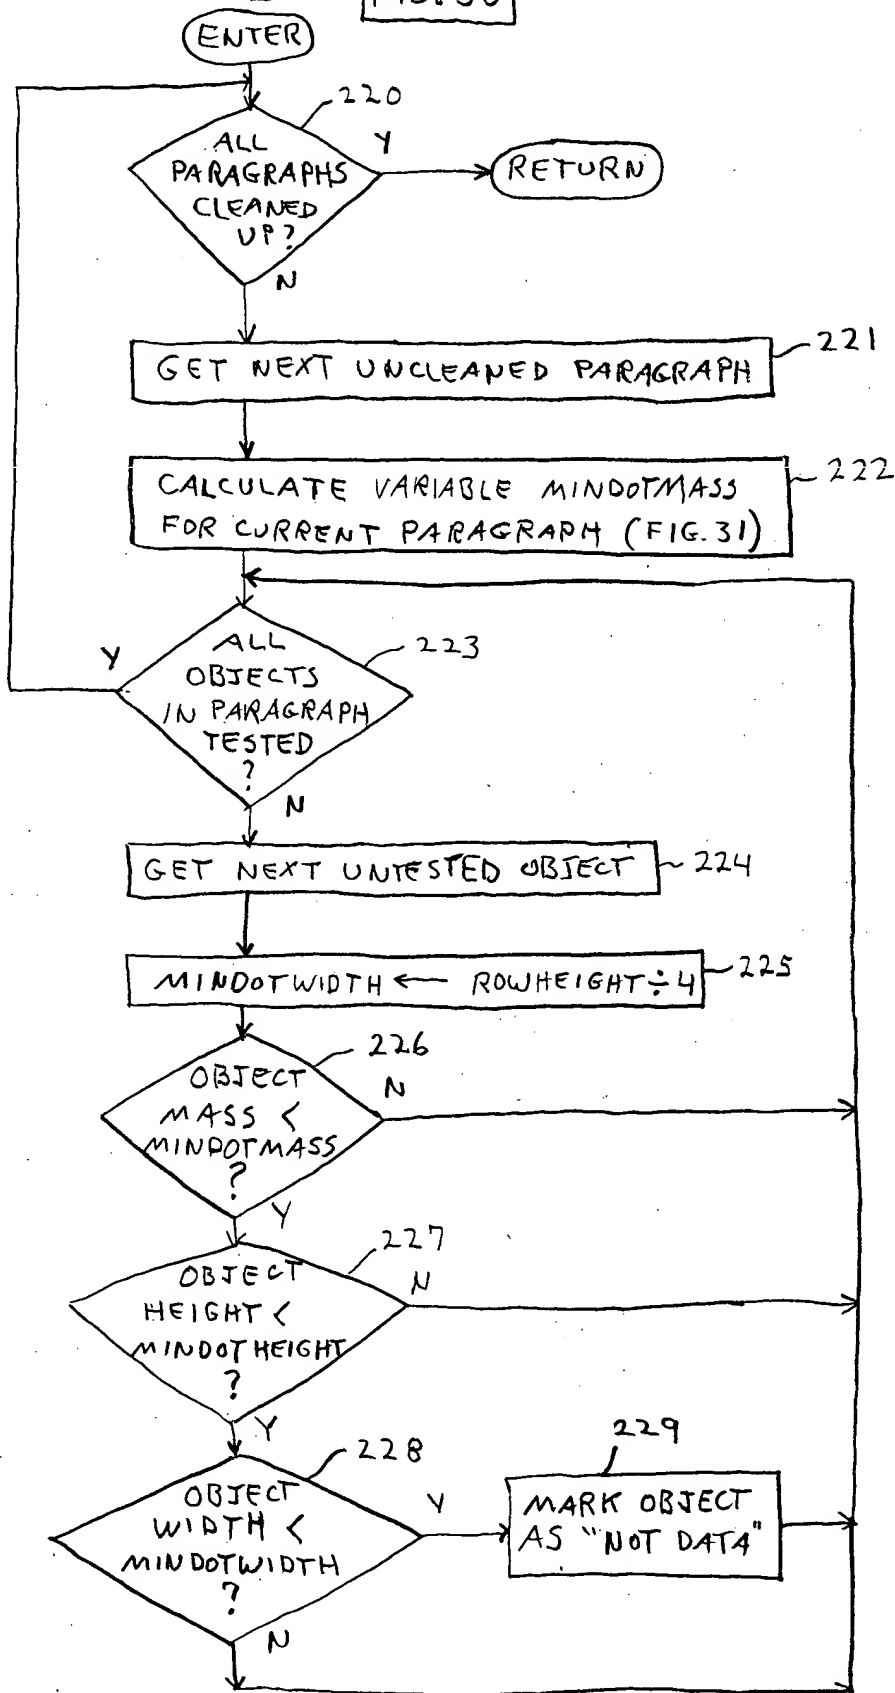 FIG. 30
ENTER
220
ALL
PARAGRAPHS
CLEANED
UP?
Y
RETURN
N
221
GET NEXT UNCLEANED PARAGRAPH
222
CALCULATE VARIABLE MINDOTMASS
FOR CURRENT PARAGRAPH (FIG. 31)
Y
223
ALL
OBJECTS
IN PARAGRAPH
TESTED
?
N
GET NEXT UNTESTED OBJECT
224
MINDOTWIDTH ← ROWHEIGHT ÷ 4
225
226
OBJECT
MASS <
MINDOTMASS
?
N
Y
227
OBJECT
HEIGHT <
MINDOTHEIGHT
?
N
Y
228
229
OBJECT
WIDTH <
MINDOTWIDTH
?
Y
MARK OBJECT
AS "NOT DATA"
N